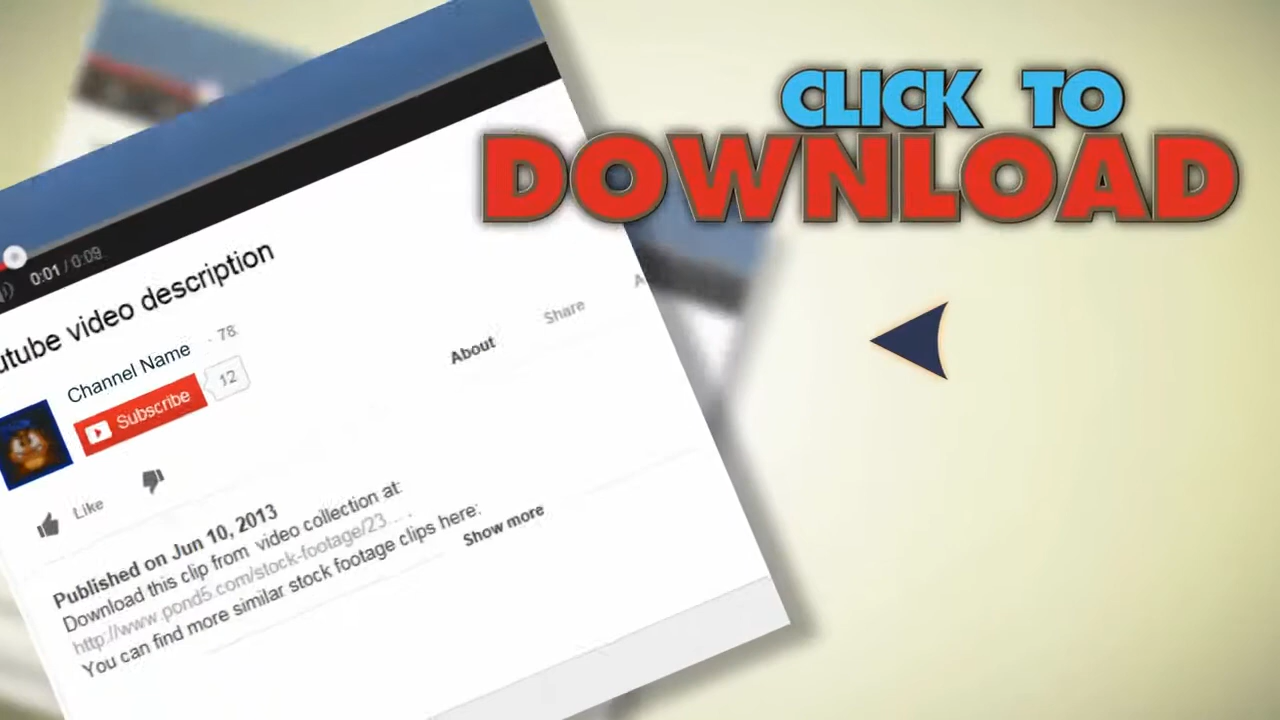 CLICK TO
DOWNLOAD
0:01 / 0:09
utube video description
Channel Name
78
Subscribe
12
About
Share
A
Like
Published on Jun 10, 2013
Download this clip from video collection at:
http://www.pond5.com/stock-footage/23...
You can find more similar stock footage clips here:
Show more